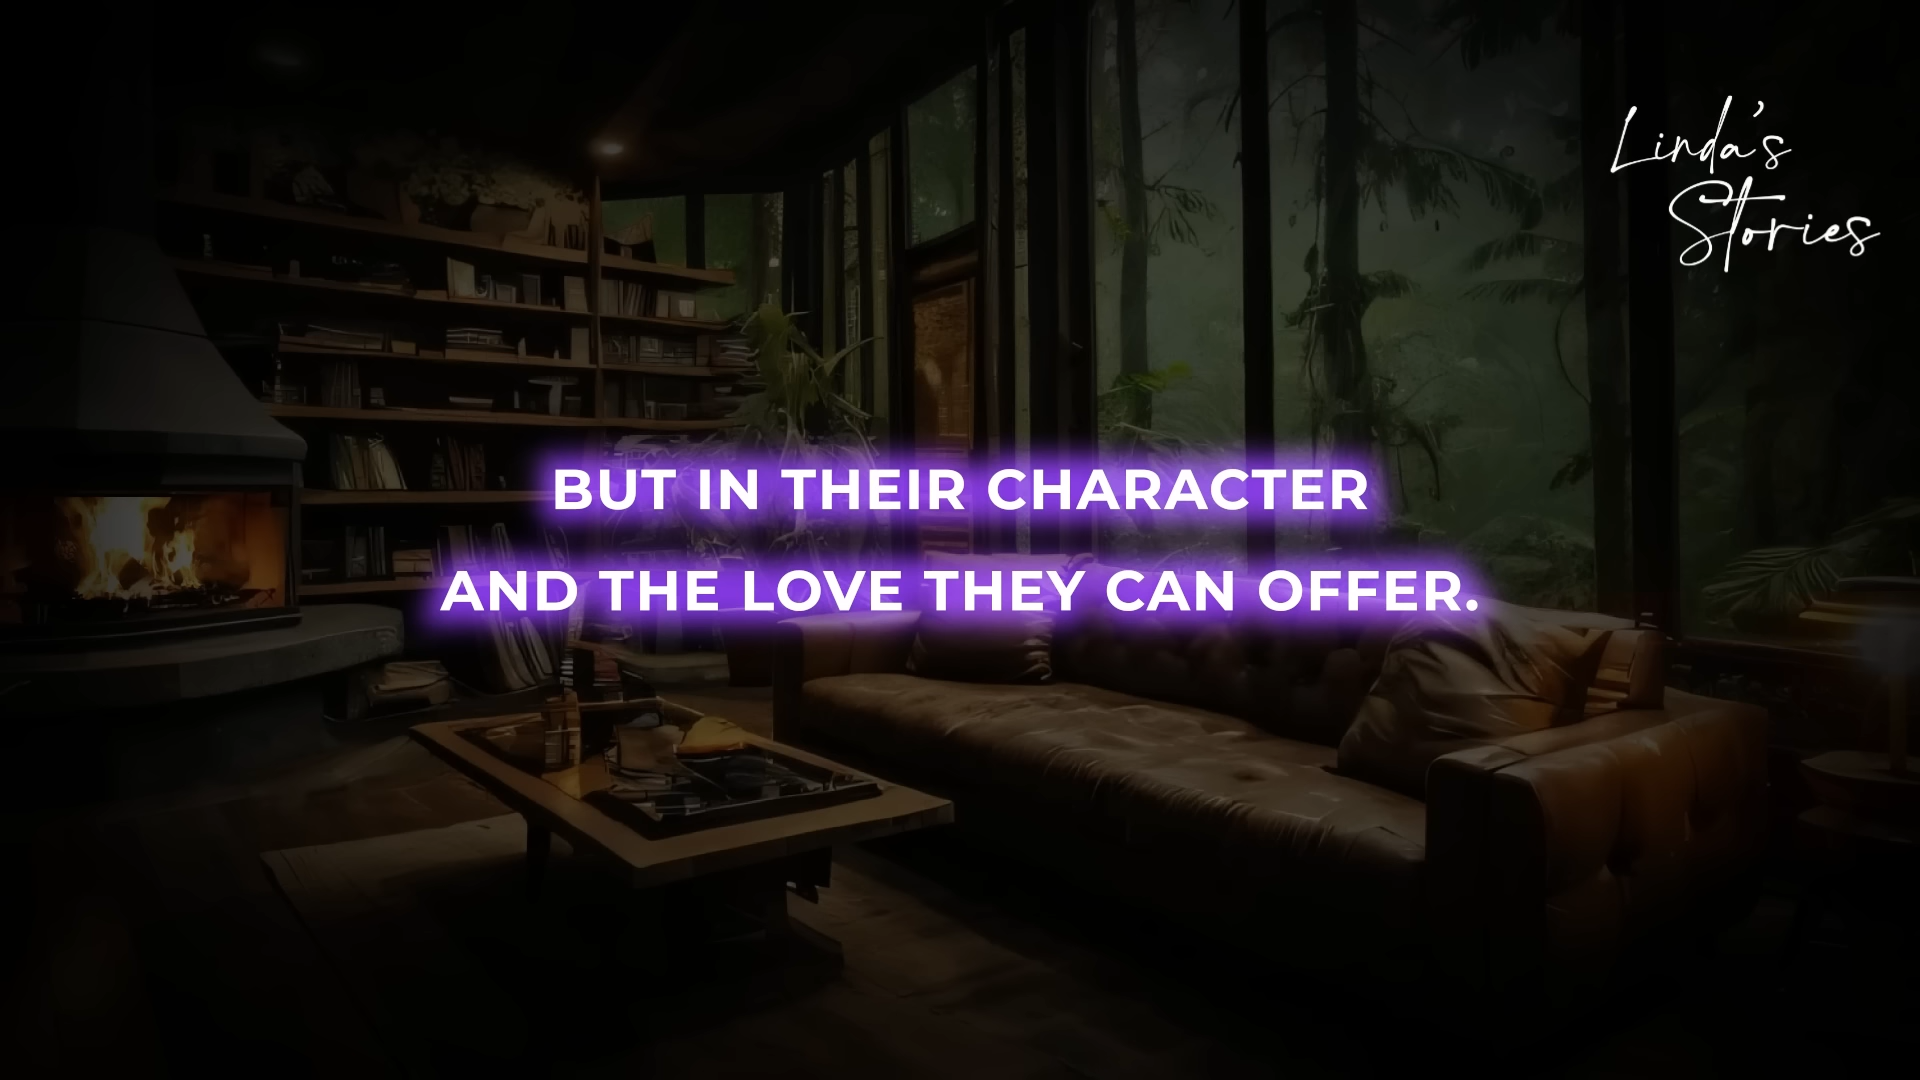 Linda's
Stories
BUT IN THEIR CHARACTER
AND THE LOVE THEY CAN OFFER.